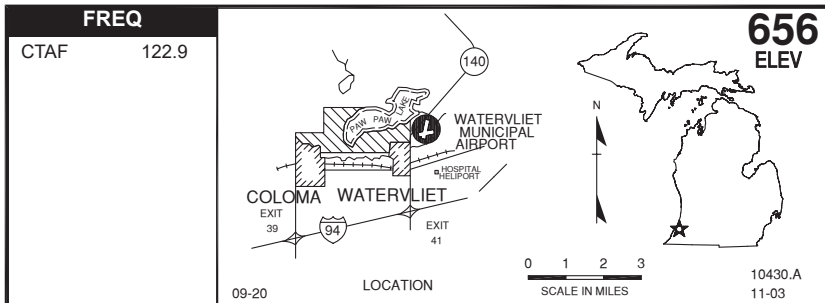 FREQ
CTAF 122.9
656
ELEV
140
N
PAW PAW LAKE
WATERVLIET
MUNICIPAL
AIRPORT
HOSPITAL
HELIPORT
COLOMA WATERVLIET
EXIT
39
94
EXIT
41
0 1 2 3
SCALE IN MILES
LOCATION
09-20
10430.A
11-03